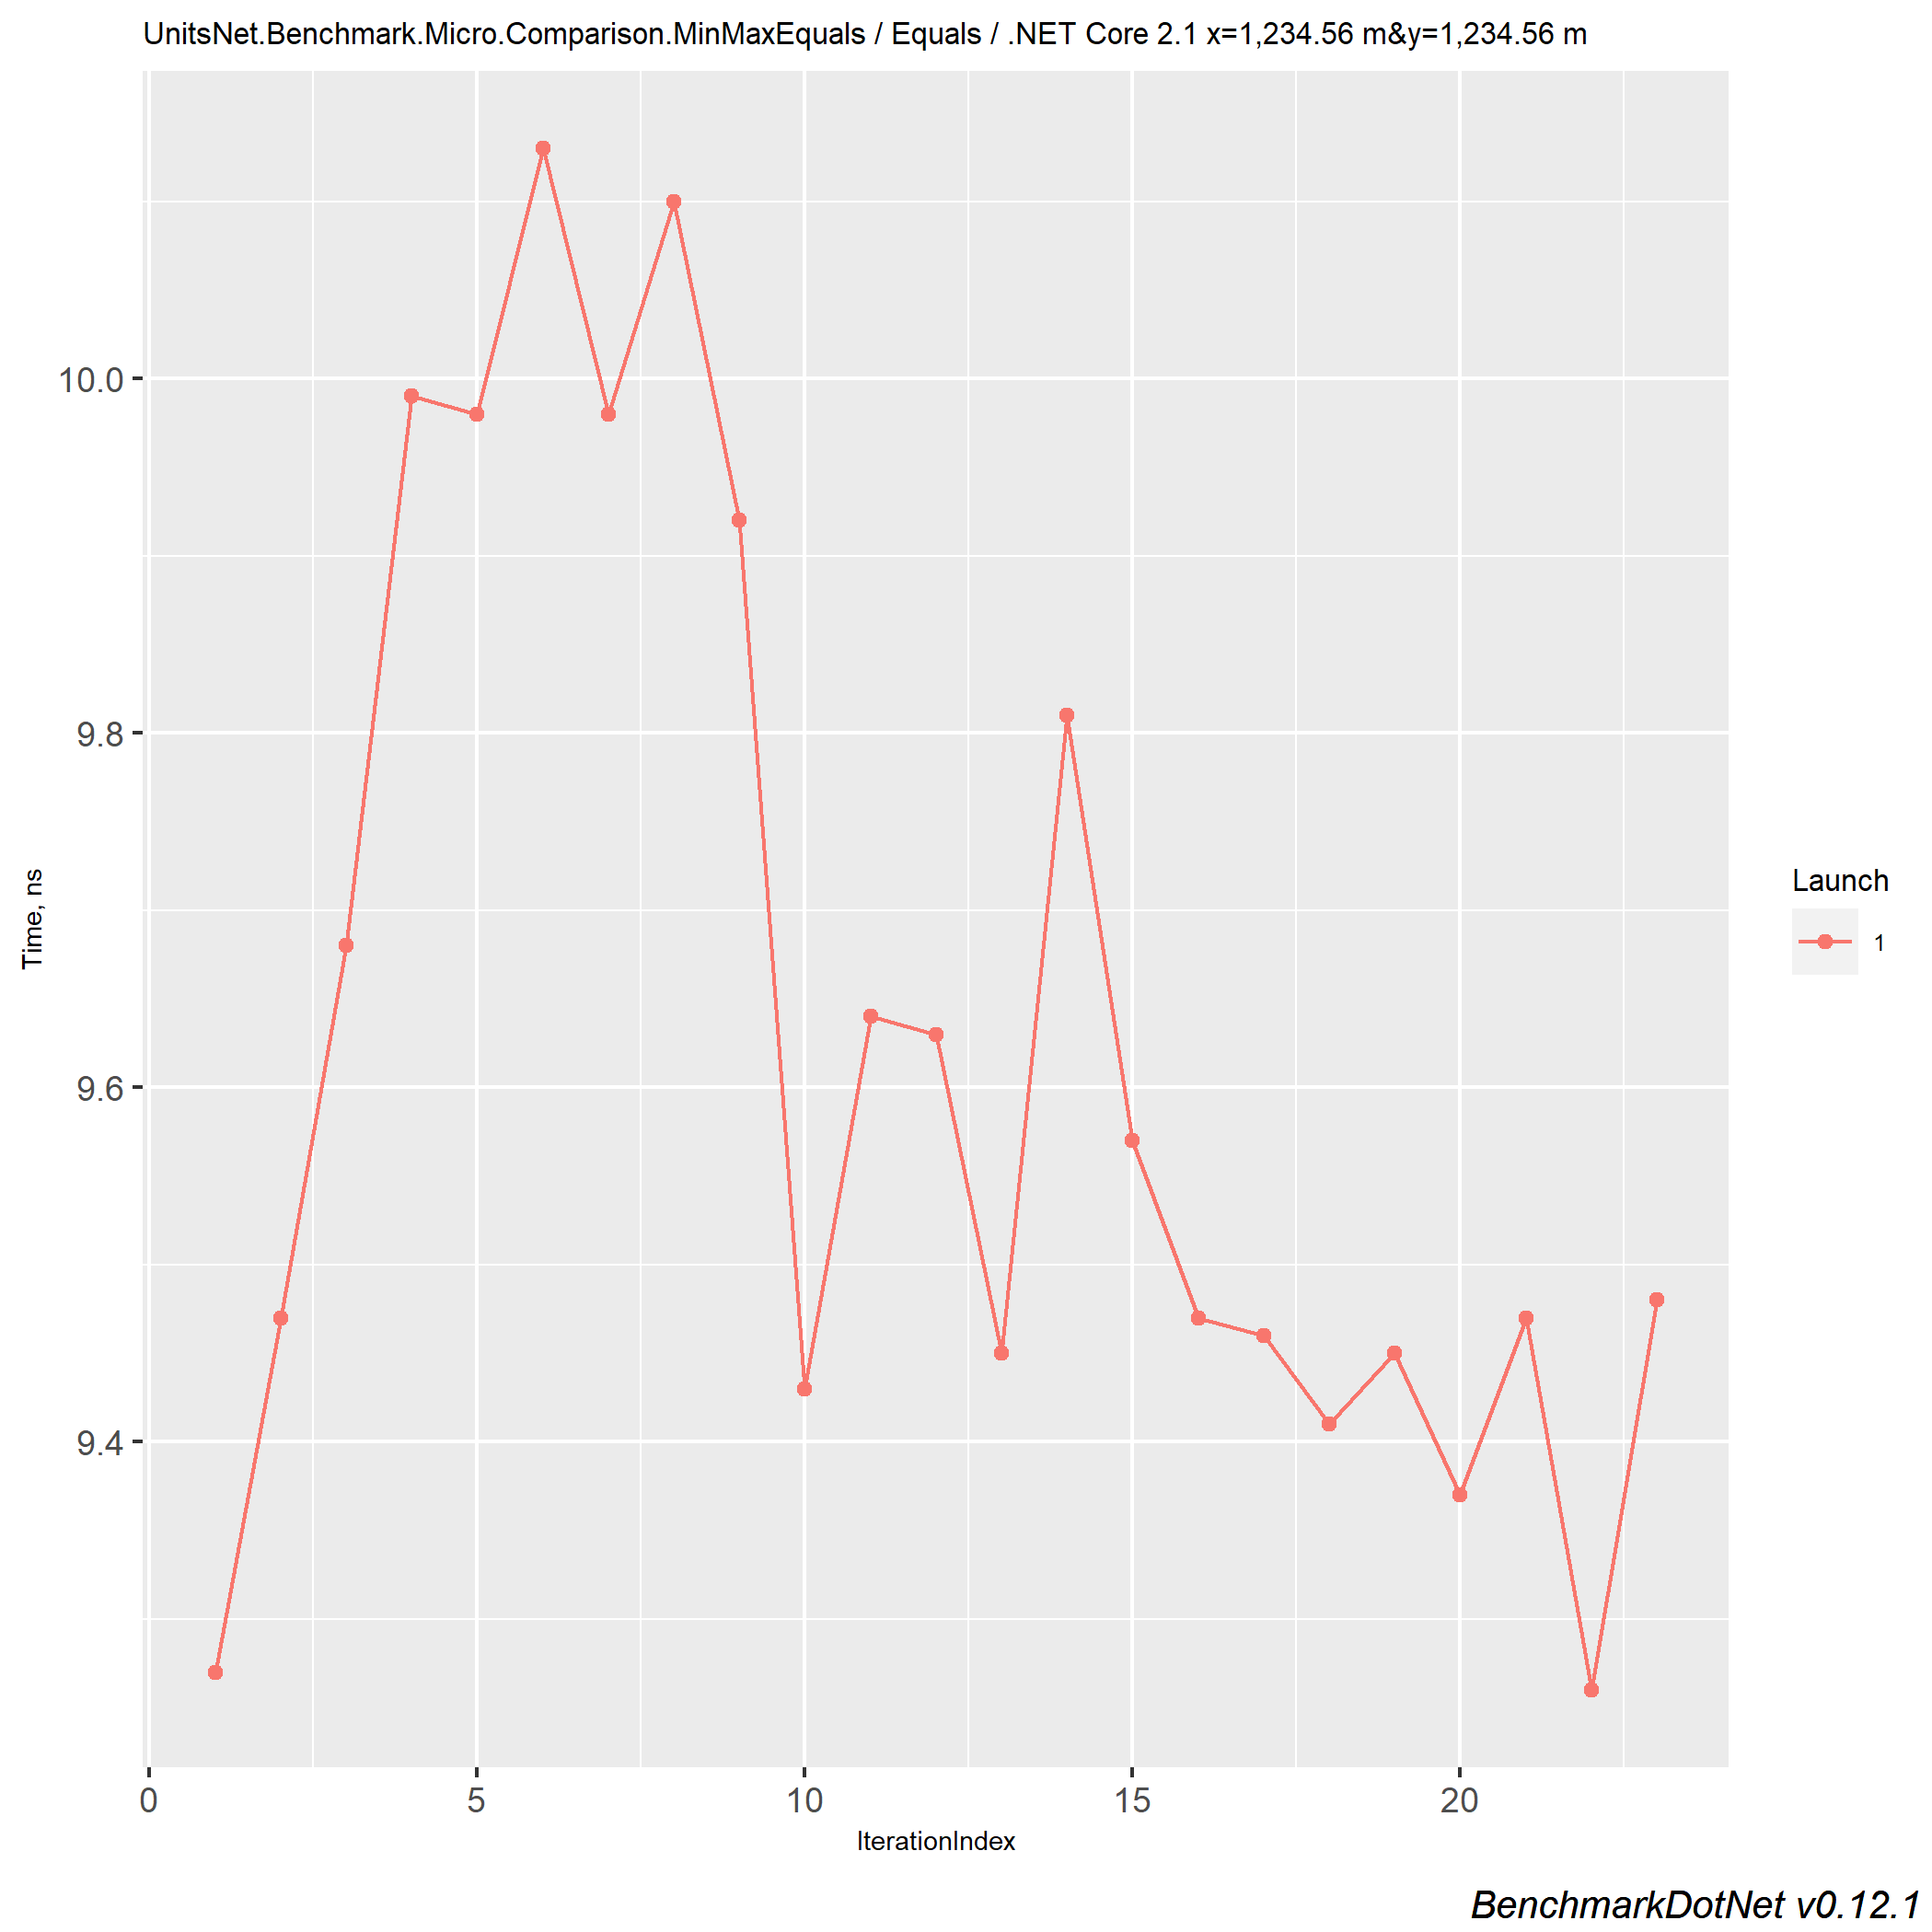 UnitsNet.Benchmark.Micro.Comparison.MinMaxEquals / Equals / .NET Core 2.1 x=1,234.56 m&y=1,234.56 m
10.0
9.8
9.6
9.4
Time, ns
0 5 10 15 20
IterationIndex
Launch
1
BenchmarkDotNet v0.12.1